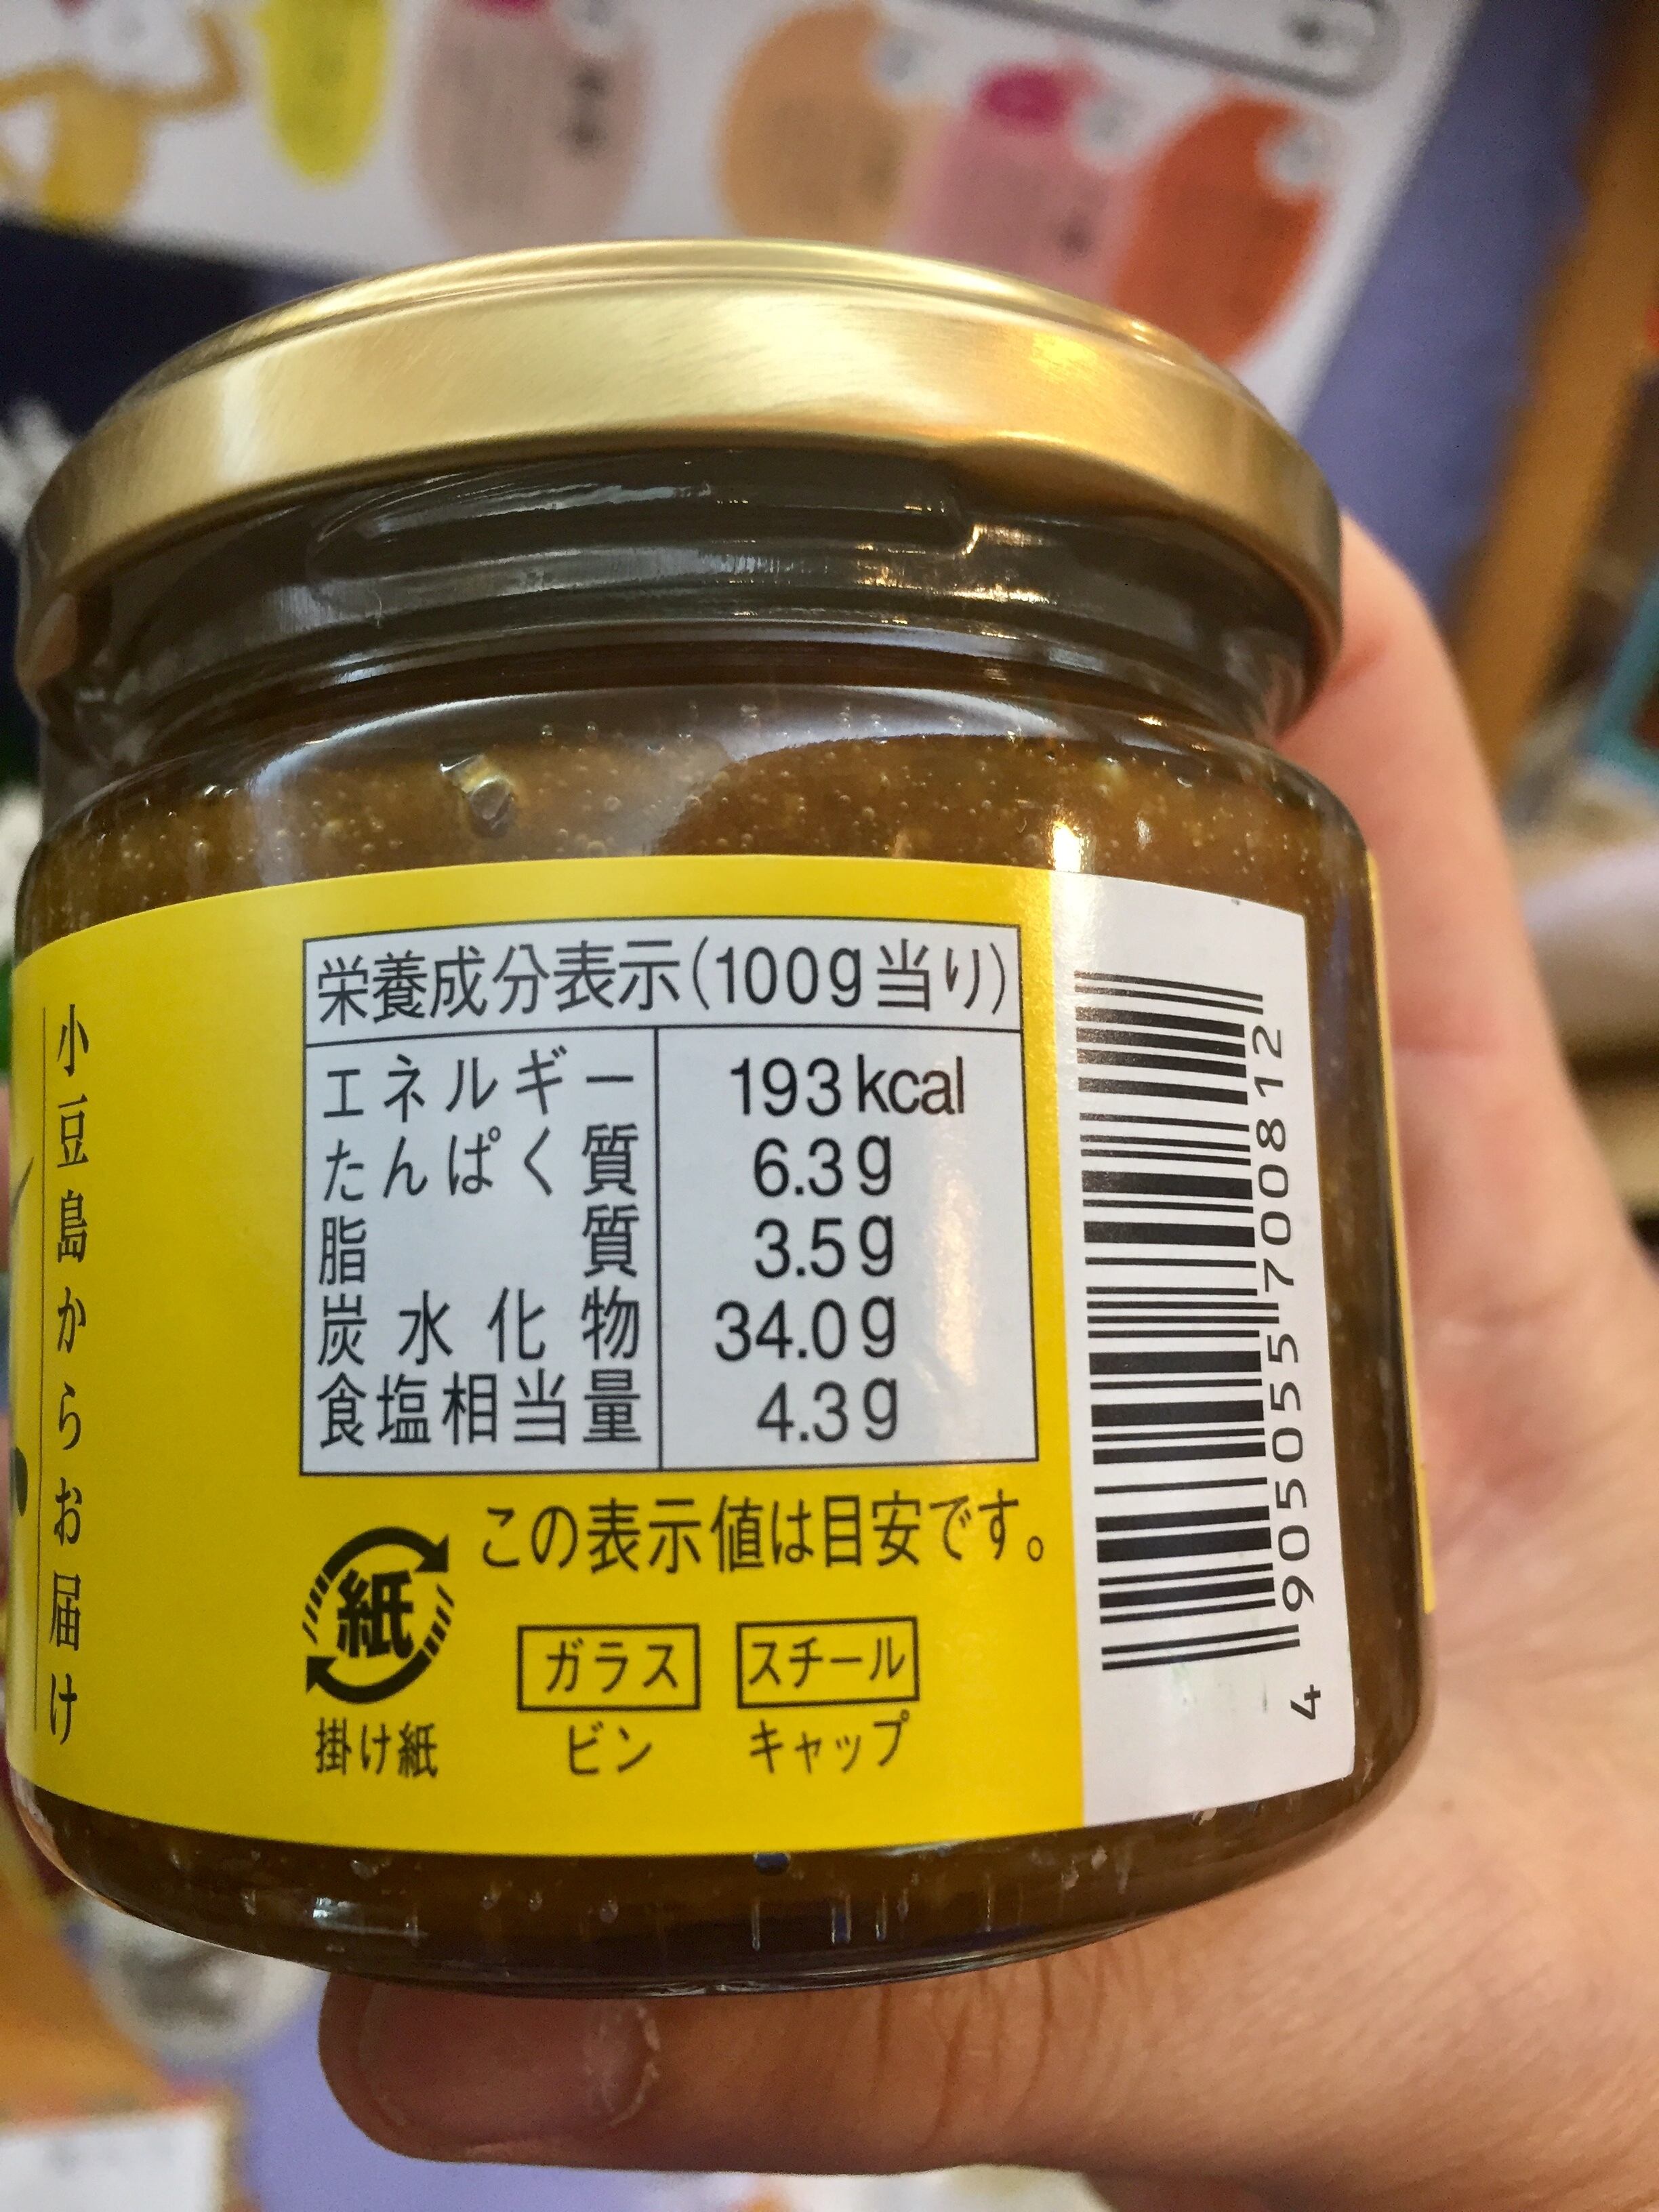 小豆島からお届け
栄養成分表示(100g当り)
エネルギー 193kcal
たんぱく質 6.3g
脂質 3.5g
炭水化物 34.0g
食塩相当量 4.3g
この表示値は目安です。
紙
掛け紙
ガラス
ビン
スチール
キャップ
4905055700812